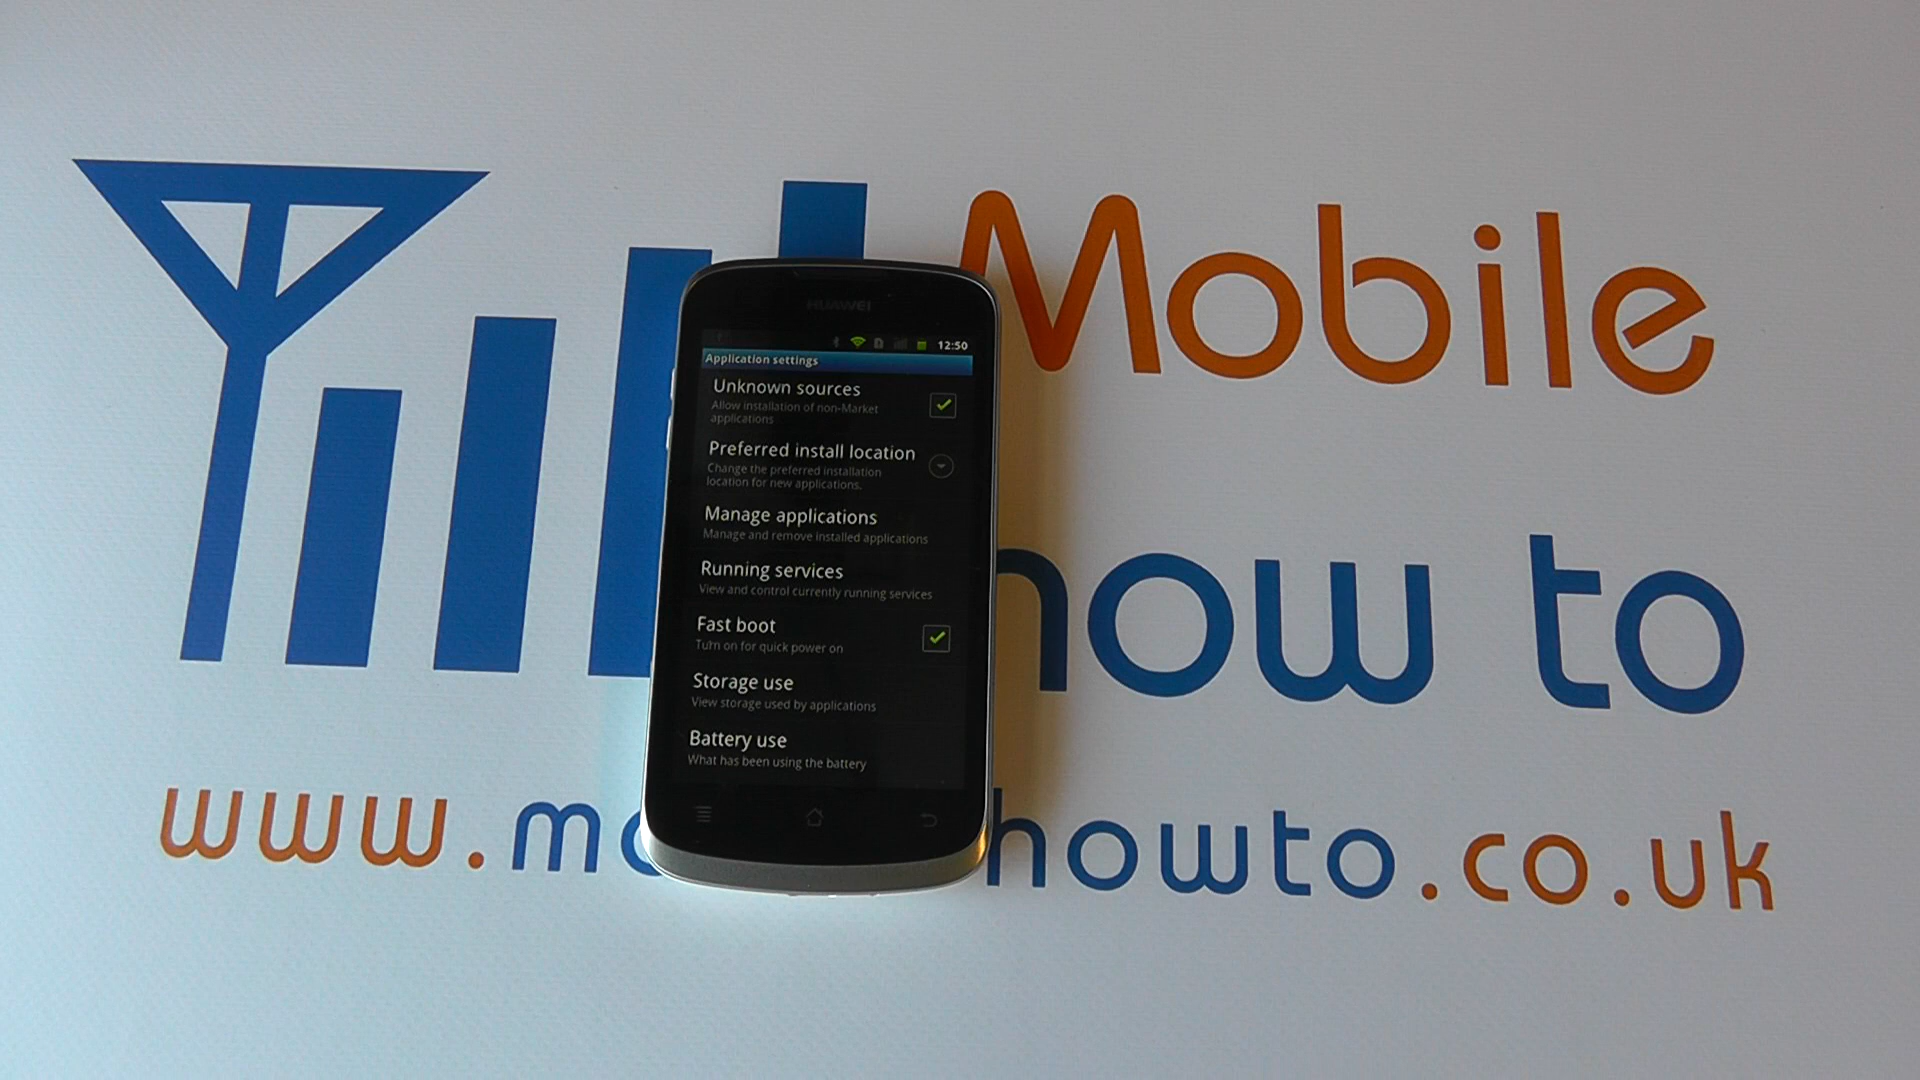 Mobile
how to
www.mobilehowto.co.uk
HUAWEI
12:50
Application settings
Unknown sources
Allow installation of non-Market
applications
Preferred install location
Change the preferred installation
location for new applications.
Manage applications
Manage and remove installed applications
Running services
View and control currently running services
Fast boot
Turn on for quick power on
Storage use
View storage used by applications
Battery use
What has been using the battery